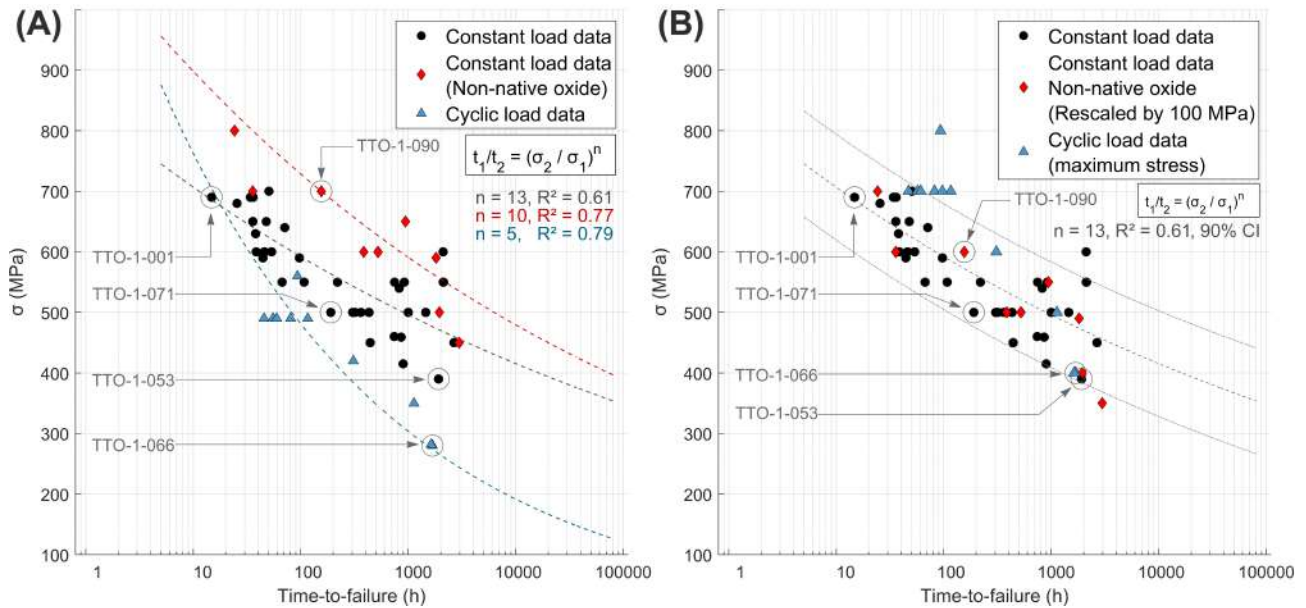 (A)
Constant load data
Constant load data
(Non-native oxide)
Cyclic load data
t₁/t₂ = (σ₂ / σ₁)ⁿ
n = 13, R² = 0.61
n = 10, R² = 0.77
n = 5, R² = 0.79
TTO-1-090
TTO-1-001
TTO-1-071
TTO-1-053
TTO-1-066
900
800
700
600
500
400
300
200
100
σ (MPa)
1
10
100
1000
10000
100000
Time-to-failure (h)
(B)
Constant load data
Constant load data
Non-native oxide
(Rescaled by 100 MPa)
Cyclic load data
(maximum stress)
t₁/t₂ = (σ₂ / σ₁)ⁿ
n = 13, R² = 0.61, 90% CI
TTO-1-090
TTO-1-001
TTO-1-071
TTO-1-066
TTO-1-053
900
800
700
600
500
400
300
200
100
σ (MPa)
1
10
100
1000
10000
100000
Time-to-failure (h)